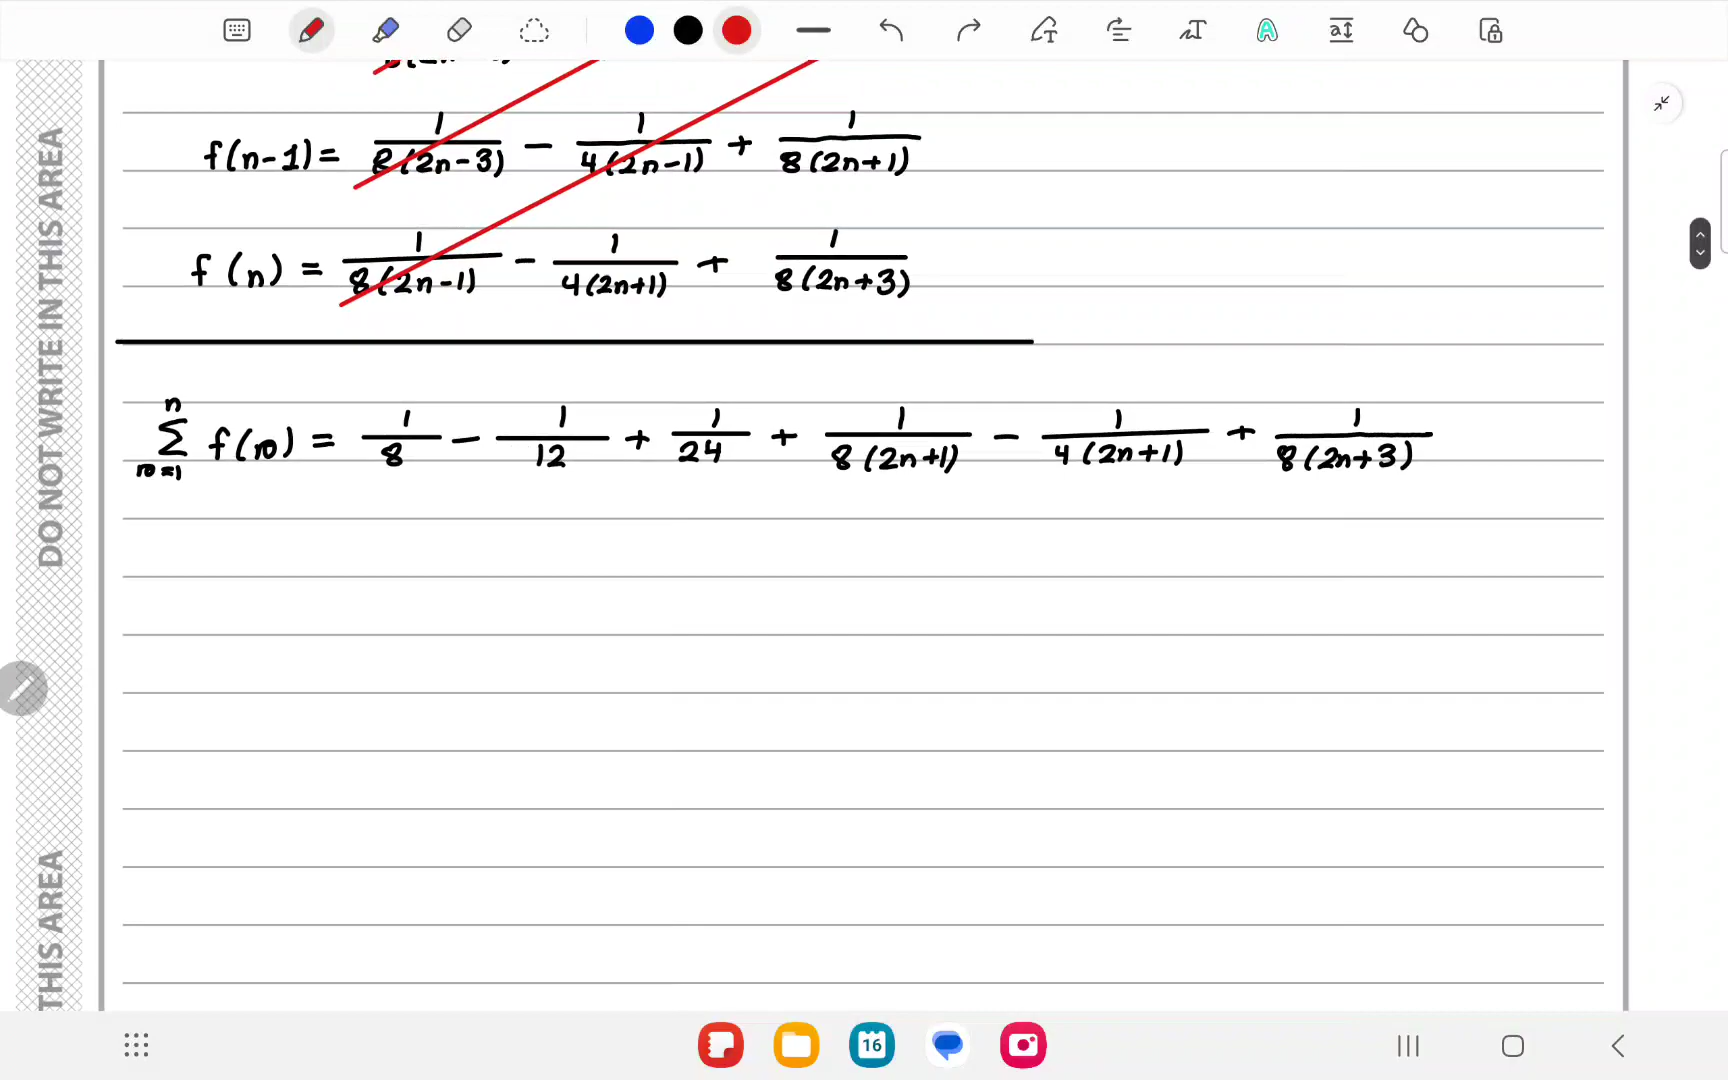 f(n-1) = 1/8(2n-3) - 1/4(2n-1) + 1/8(2n+1)
f(n) = 1/8(2n-1) - 1/4(2n+1) + 1/8(2n+3)
n
Σ f(r) = 1/8 - 1/12 + 1/24 + 1/8(2n+1) - 1/4(2n+1) + 1/8(2n+3)
r=1
DO NOT WRITE IN THIS AREA
THIS AREA
16